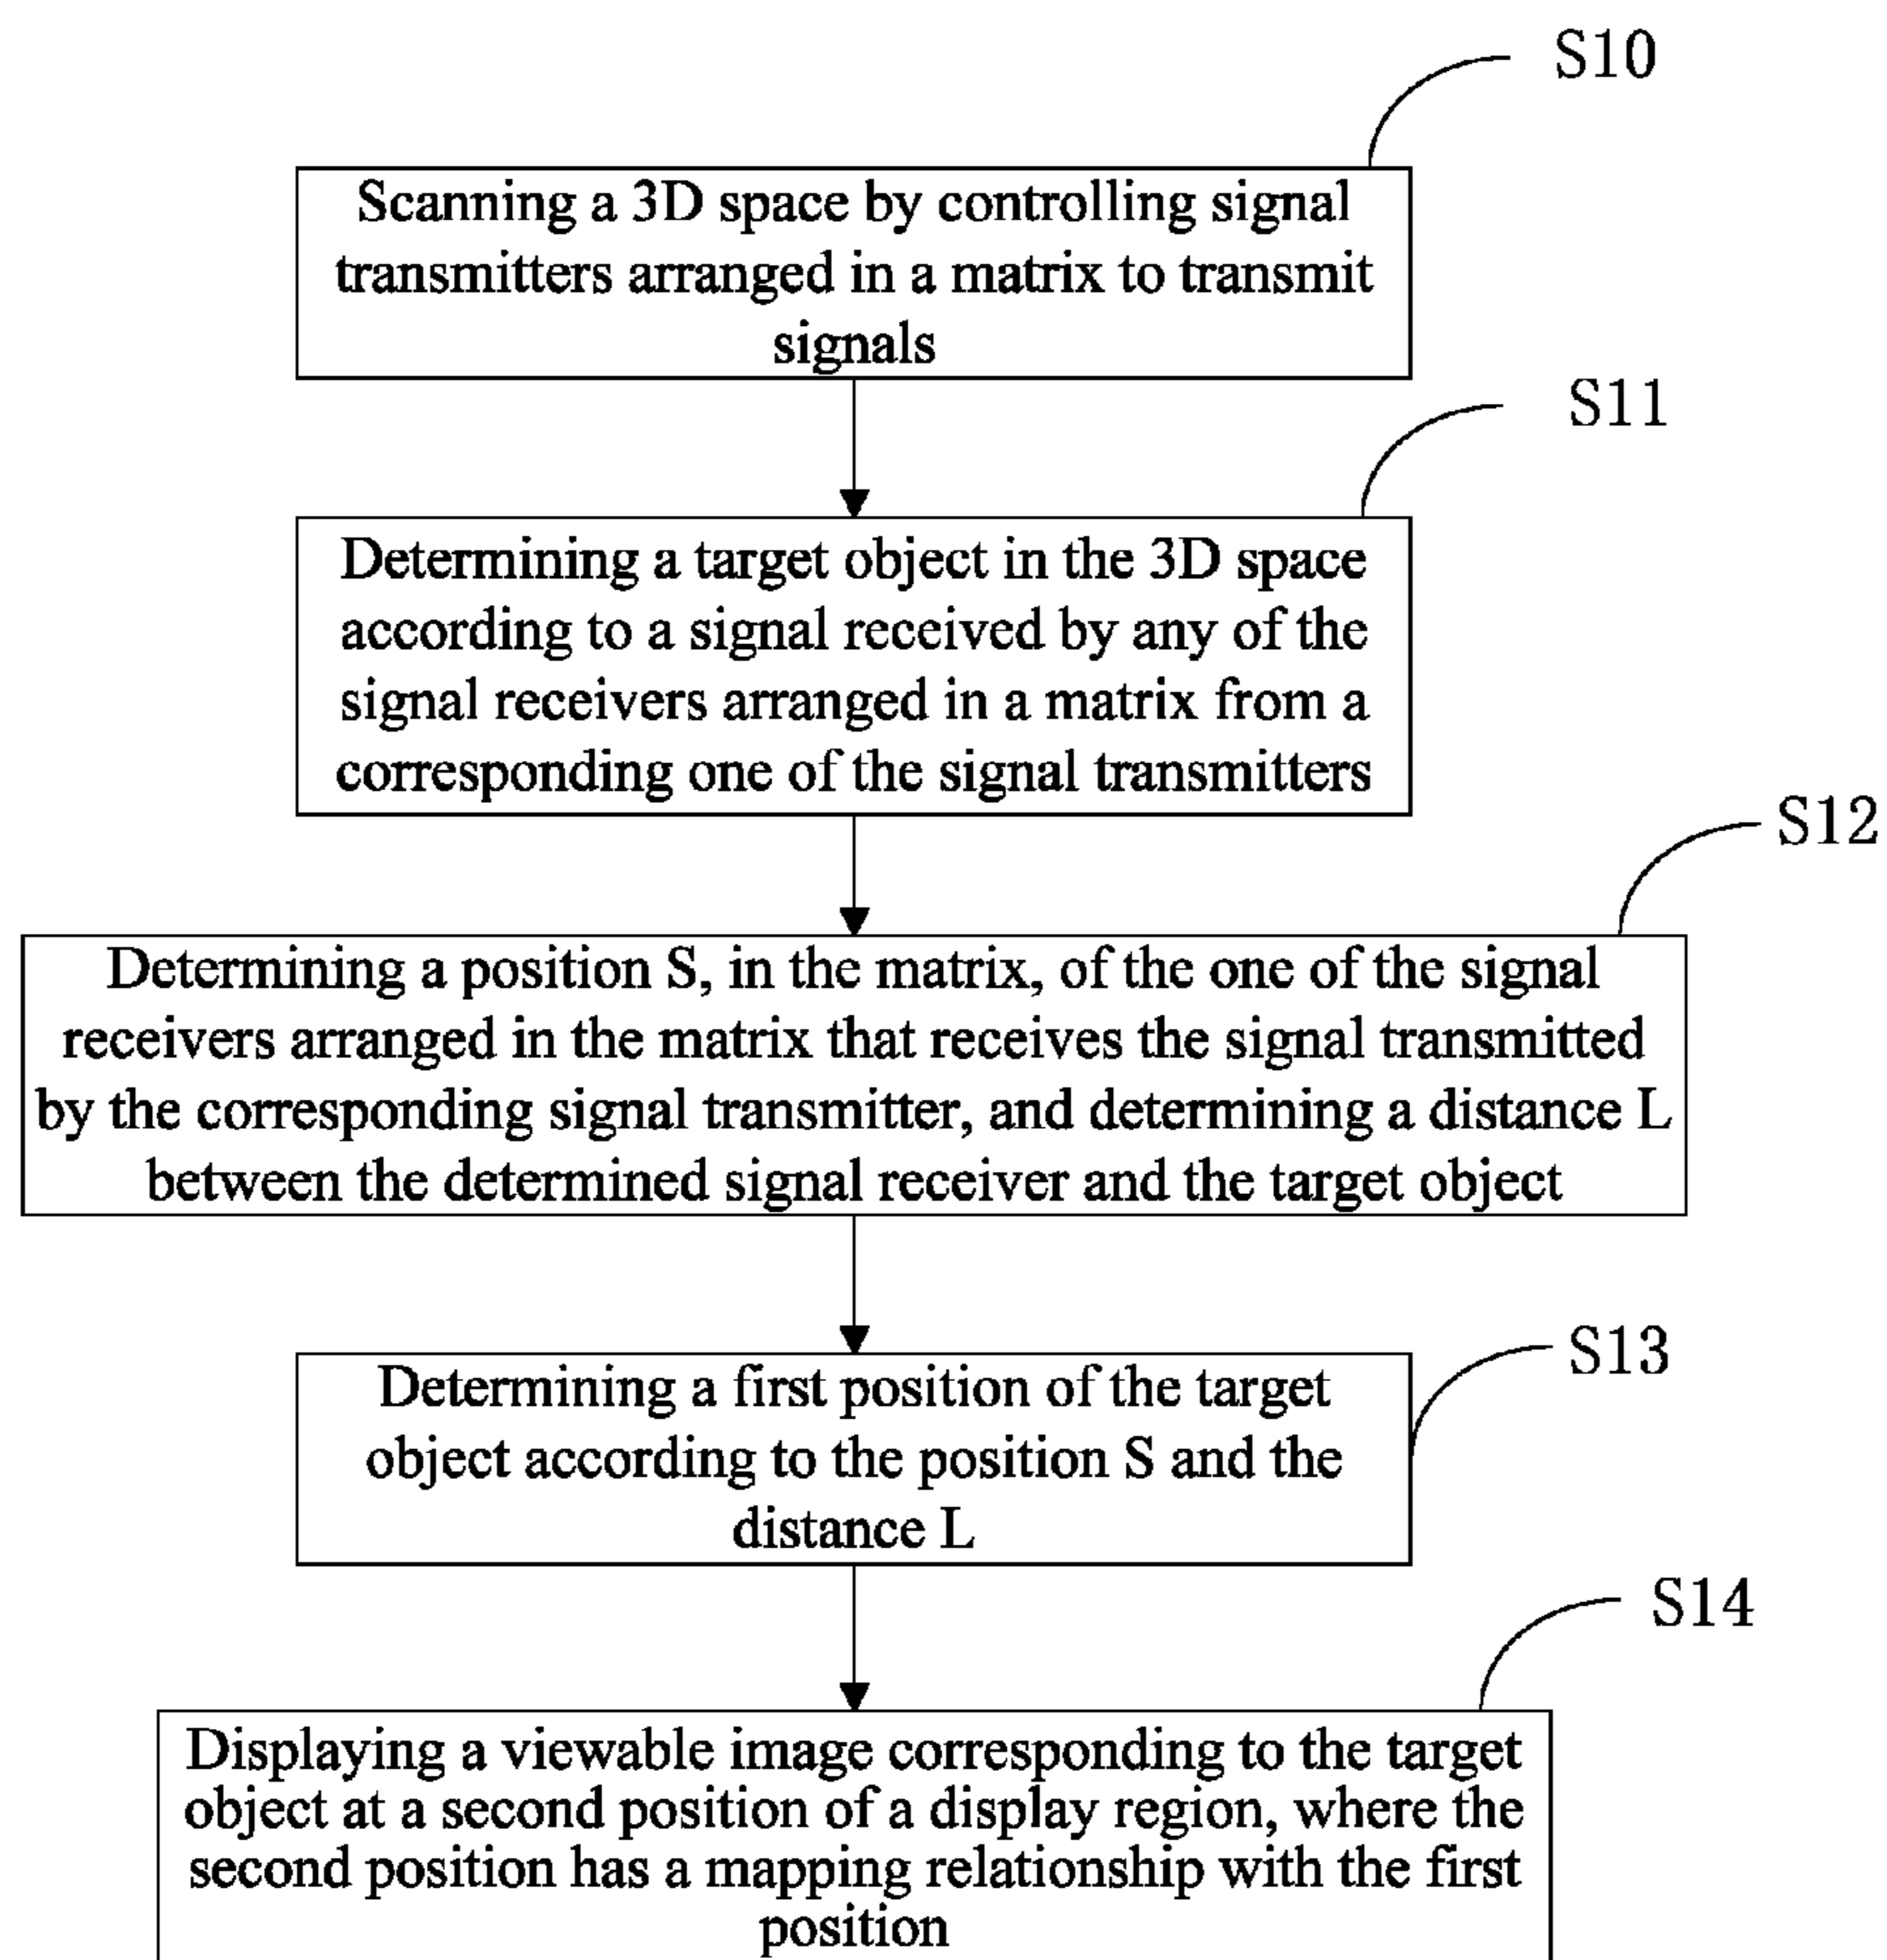 S10
Scanning a 3D space by controlling signal
transmitters arranged in a matrix to transmit
signals
S11
Determining a target object in the 3D space
according to a signal received by any of the
signal receivers arranged in a matrix from a
corresponding one of the signal transmitters
S12
Determining a position S, in the matrix, of the one of the signal
receivers arranged in the matrix that receives the signal transmitted
by the corresponding signal transmitter, and determining a distance L
between the determined signal receiver and the target object
S13
Determining a first position of the target
object according to the position S and the
distance L
S14
Displaying a viewable image corresponding to the target
object at a second position of a display region, where the
second position has a mapping relationship with the first
position